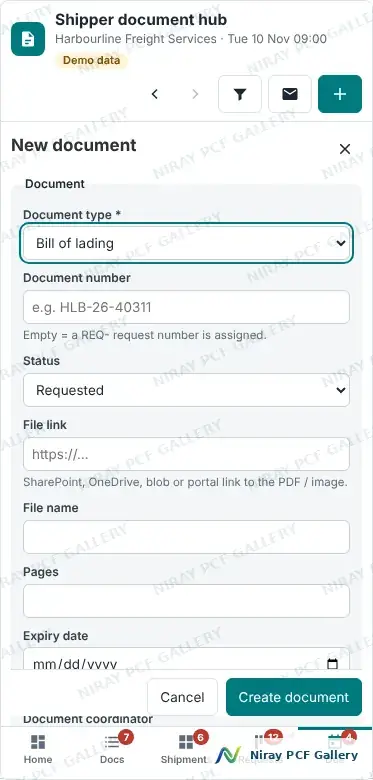 Shipper document hub
Harbourline Freight Services · Tue 10 Nov 09:00
Demo data
New document
Document
Document type *
Bill of lading
Document number
e.g. HLB-26-40311
Empty = a REQ- request number is assigned.
Status
Requested
File link
https://...
SharePoint, OneDrive, blob or portal link to the PDF / image.
File name
Pages
Expiry date
mm/dd/yyyy
Cancel
Create document
Document coordinator
7
6
Home
Docs
Shipment
Niray PCF Gallery
NIRAY PCF GALLERY